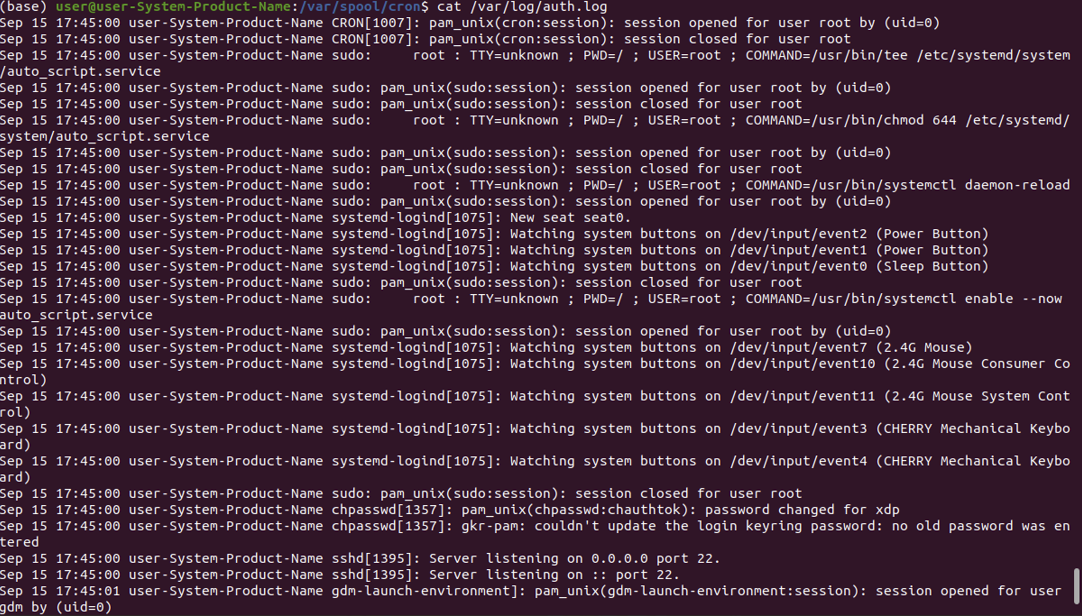 (base) user@user-System-Product-Name:/var/spool/cron$ cat /var/log/auth.log
Sep 15 17:45:00 user-System-Product-Name CRON[1007]: pam_unix(cron:session): session opened for user root by (uid=0)
Sep 15 17:45:00 user-System-Product-Name CRON[1007]: pam_unix(cron:session): session closed for user root
Sep 15 17:45:00 user-System-Product-Name sudo:     root : TTY=unknown ; PWD=/ ; USER=root ; COMMAND=/usr/bin/tee /etc/systemd/system
/auto_script.service
Sep 15 17:45:00 user-System-Product-Name sudo: pam_unix(sudo:session): session opened for user root by (uid=0)
Sep 15 17:45:00 user-System-Product-Name sudo: pam_unix(sudo:session): session closed for user root
Sep 15 17:45:00 user-System-Product-Name sudo:     root : TTY=unknown ; PWD=/ ; USER=root ; COMMAND=/usr/bin/chmod 644 /etc/systemd/
system/auto_script.service
Sep 15 17:45:00 user-System-Product-Name sudo: pam_unix(sudo:session): session opened for user root by (uid=0)
Sep 15 17:45:00 user-System-Product-Name sudo: pam_unix(sudo:session): session closed for user root
Sep 15 17:45:00 user-System-Product-Name sudo:     root : TTY=unknown ; PWD=/ ; USER=root ; COMMAND=/usr/bin/systemctl daemon-reload
Sep 15 17:45:00 user-System-Product-Name sudo: pam_unix(sudo:session): session opened for user root by (uid=0)
Sep 15 17:45:00 user-System-Product-Name systemd-logind[1075]: New seat seat0.
Sep 15 17:45:00 user-System-Product-Name systemd-logind[1075]: Watching system buttons on /dev/input/event2 (Power Button)
Sep 15 17:45:00 user-System-Product-Name systemd-logind[1075]: Watching system buttons on /dev/input/event1 (Power Button)
Sep 15 17:45:00 user-System-Product-Name systemd-logind[1075]: Watching system buttons on /dev/input/event0 (Sleep Button)
Sep 15 17:45:00 user-System-Product-Name sudo: pam_unix(sudo:session): session closed for user root
Sep 15 17:45:00 user-System-Product-Name sudo:     root : TTY=unknown ; PWD=/ ; USER=root ; COMMAND=/usr/bin/systemctl enable --now
auto_script.service
Sep 15 17:45:00 user-System-Product-Name sudo: pam_unix(sudo:session): session opened for user root by (uid=0)
Sep 15 17:45:00 user-System-Product-Name systemd-logind[1075]: Watching system buttons on /dev/input/event7 (2.4G Mouse)
Sep 15 17:45:00 user-System-Product-Name systemd-logind[1075]: Watching system buttons on /dev/input/event10 (2.4G Mouse Consumer Co
ntrol)
Sep 15 17:45:00 user-System-Product-Name systemd-logind[1075]: Watching system buttons on /dev/input/event11 (2.4G Mouse System Cont
rol)
Sep 15 17:45:00 user-System-Product-Name systemd-logind[1075]: Watching system buttons on /dev/input/event3 (CHERRY Mechanical Keybo
ard)
Sep 15 17:45:00 user-System-Product-Name systemd-logind[1075]: Watching system buttons on /dev/input/event4 (CHERRY Mechanical Keybo
ard)
Sep 15 17:45:00 user-System-Product-Name sudo: pam_unix(sudo:session): session closed for user root
Sep 15 17:45:00 user-System-Product-Name chpasswd[1357]: pam_unix(chpasswd:chauthtok): password changed for xdp
Sep 15 17:45:00 user-System-Product-Name chpasswd[1357]: gkr-pam: couldn't update the login keyring password: no old password was en
tered
Sep 15 17:45:00 user-System-Product-Name sshd[1395]: Server listening on 0.0.0.0 port 22.
Sep 15 17:45:00 user-System-Product-Name sshd[1395]: Server listening on :: port 22.
Sep 15 17:45:01 user-System-Product-Name gdm-launch-environment]: pam_unix(gdm-launch-environment:session): session opened for user
gdm by (uid=0)